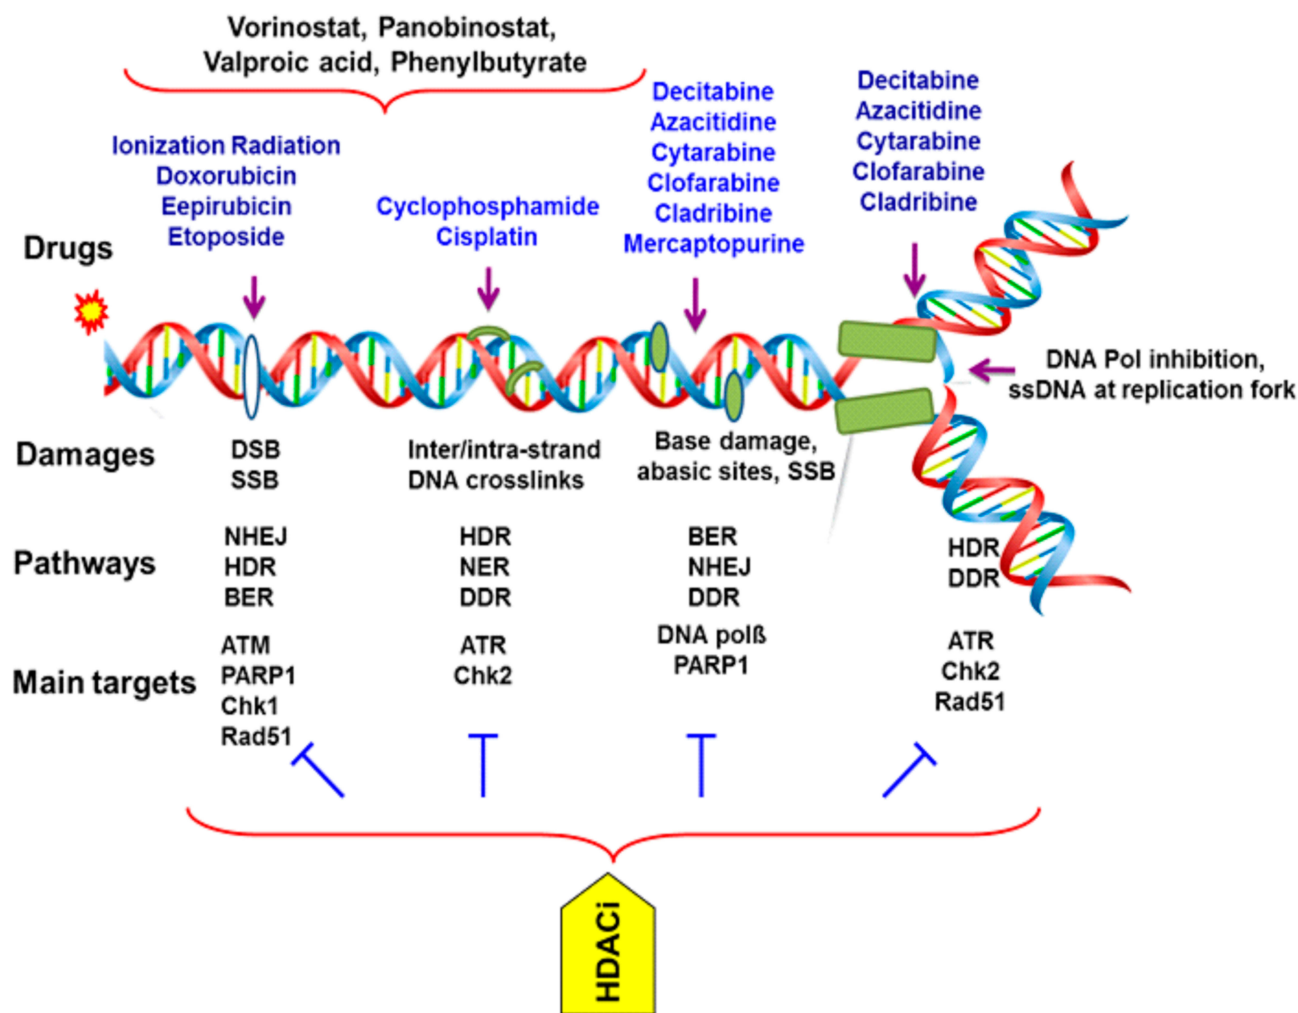 Vorinostat, Panobinostat,
Valproic acid, Phenylbutyrate
Ionization Radiation
Doxorubicin
Eepirubicin
Etoposide
Cyclophosphamide
Cisplatin
Decitabine
Azacitidine
Cytarabine
Clofarabine
Cladribine
Mercaptopurine
Decitabine
Azacitidine
Cytarabine
Clofarabine
Cladribine
Drugs
DNA Pol inhibition,
ssDNA at replication fork
Damages
DSB
SSB
Inter/intra-strand
DNA crosslinks
Base damage,
abasic sites, SSB
Pathways
NHEJ
HDR
BER
HDR
NER
DDR
BER
NHEJ
DDR
HDR
DDR
Main targets
ATM
PARP1
Chk1
Rad51
ATR
Chk2
DNA polß
PARP1
ATR
Chk2
Rad51
HDACi